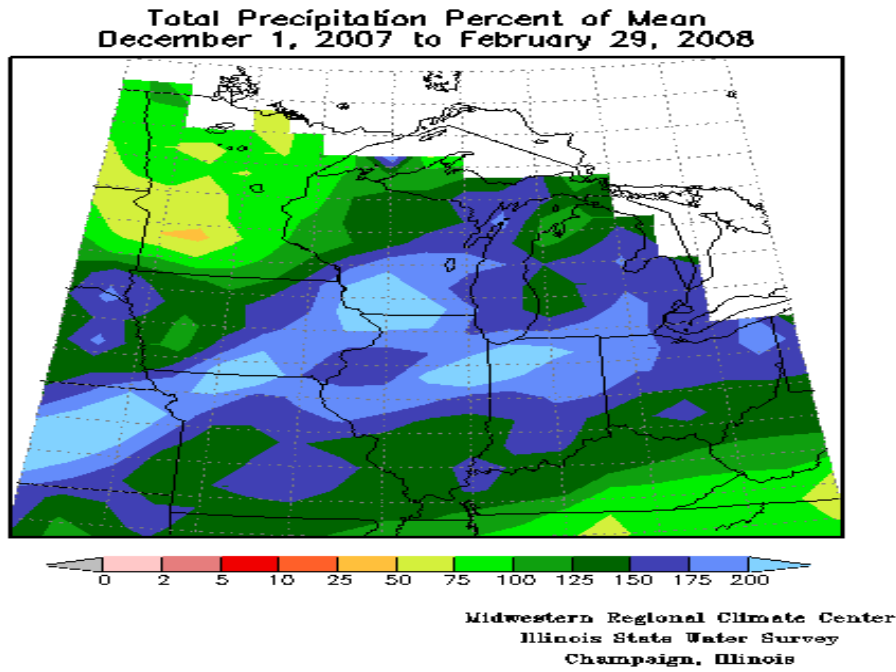 Total Precipitation Percent of Mean
December 1, 2007 to February 29, 2008
0 2 5 10 25 50 75 100 125 150 175 200
Midwestern Regional Climate Center
Illinois State Water Survey
Champaign, Illinois